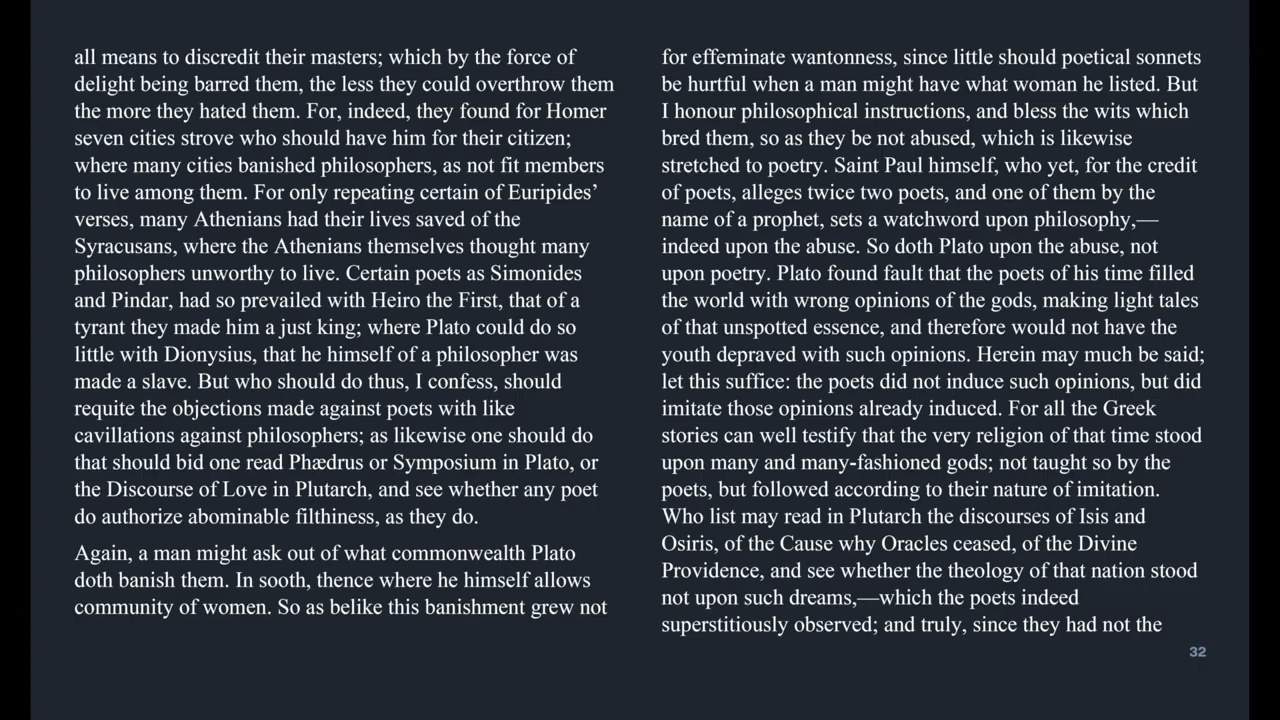 all means to discredit their masters; which by the force of
delight being barred them, the less they could overthrow them
the more they hated them. For, indeed, they found for Homer
seven cities strove who should have him for their citizen;
where many cities banished philosophers, as not fit members
to live among them. For only repeating certain of Euripides’
verses, many Athenians had their lives saved of the
Syracusans, where the Athenians themselves thought many
philosophers unworthy to live. Certain poets as Simonides
and Pindar, had so prevailed with Heiro the First, that of a
tyrant they made him a just king; where Plato could do so
little with Dionysius, that he himself of a philosopher was
made a slave. But who should do thus, I confess, should
requite the objections made against poets with like
cavillations against philosophers; as likewise one should do
that should bid one read Phædrus or Symposium in Plato, or
the Discourse of Love in Plutarch, and see whether any poet
do authorize abominable filthiness, as they do.
Again, a man might ask out of what commonwealth Plato
doth banish them. In sooth, thence where he himself allows
community of women. So as belike this banishment grew not
for effeminate wantonness, since little should poetical sonnets
be hurtful when a man might have what woman he listed. But
I honour philosophical instructions, and bless the wits which
bred them, so as they be not abused, which is likewise
stretched to poetry. Saint Paul himself, who yet, for the credit
of poets, alleges twice two poets, and one of them by the
name of a prophet, sets a watchword upon philosophy,—
indeed upon the abuse. So doth Plato upon the abuse, not
upon poetry. Plato found fault that the poets of his time filled
the world with wrong opinions of the gods, making light tales
of that unspotted essence, and therefore would not have the
youth depraved with such opinions. Herein may much be said;
let this suffice: the poets did not induce such opinions, but did
imitate those opinions already induced. For all the Greek
stories can well testify that the very religion of that time stood
upon many and many-fashioned gods; not taught so by the
poets, but followed according to their nature of imitation.
Who list may read in Plutarch the discourses of Isis and
Osiris, of the Cause why Oracles ceased, of the Divine
Providence, and see whether the theology of that nation stood
not upon such dreams,—which the poets indeed
superstitiously observed; and truly, since they had not the
32